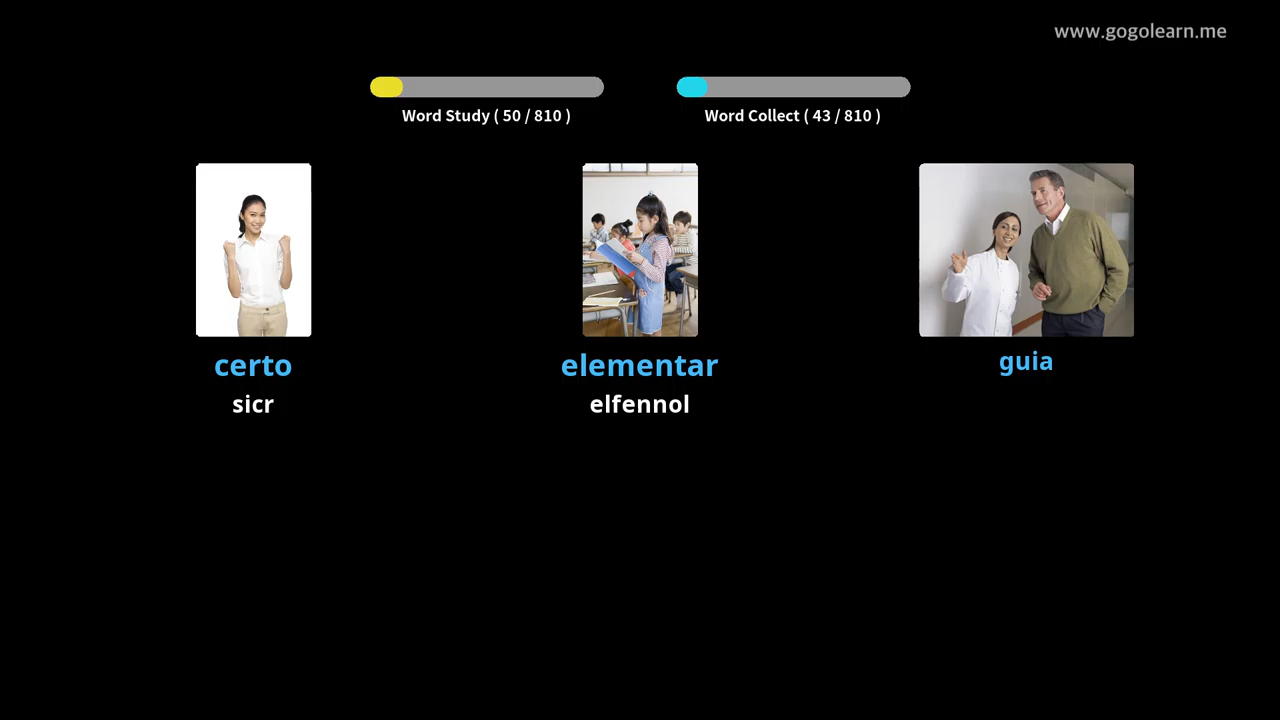 www.gogolearn.me
Word Study ( 50 / 810 )
Word Collect ( 43 / 810 )
certo
sicr
elementar
elfennol
guia